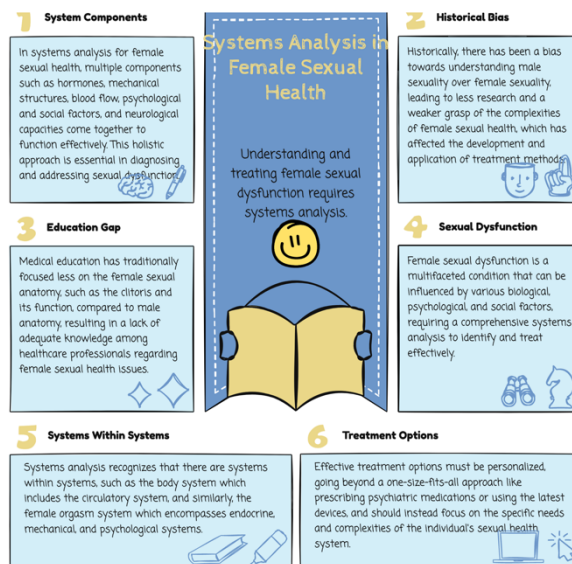 1 System Components
In systems analysis for female
sexual health, multiple components
such as hormones, mechanical
structures, blood flow, psychological
and social factors, and neurological
capacities come together to
function effectively. This holistic
approach is essential in diagnosing
and addressing sexual dysfunction.
Systems Analysis in
Female Sexual
Health
Understanding and
treating female sexual
dysfunction requires
systems analysis.
2 Historical Bias
Historically, there has been a bias
towards understanding male
sexuality over female sexuality,
leading to less research and a
weaker grasp of the complexities
of female sexual health, which has
affected the development and
application of treatment methods.
3 Education Gap
Medical education has traditionally
focused less on the female sexual
anatomy, such as the clitoris and
its function, compared to male
anatomy, resulting in a lack of
adequate knowledge among
healthcare professionals regarding
female sexual health issues.
4 Sexual Dysfunction
Female sexual dysfunction is a
multifaceted condition that can be
influenced by various biological,
psychological, and social factors,
requiring a comprehensive systems
analysis to identify and treat
effectively.
5 Systems Within Systems
Systems analysis recognizes that there are systems
within systems, such as the body system which
includes the circulatory system, and similarly, the
female orgasm system which encompasses endocrine,
mechanical, and psychological systems.
6 Treatment Options
Effective treatment options must be personalized,
going beyond a one-size-fits-all approach like
prescribing psychiatric medications or using the latest
devices, and should instead focus on the specific needs
and complexities of the individual's sexual health
system.